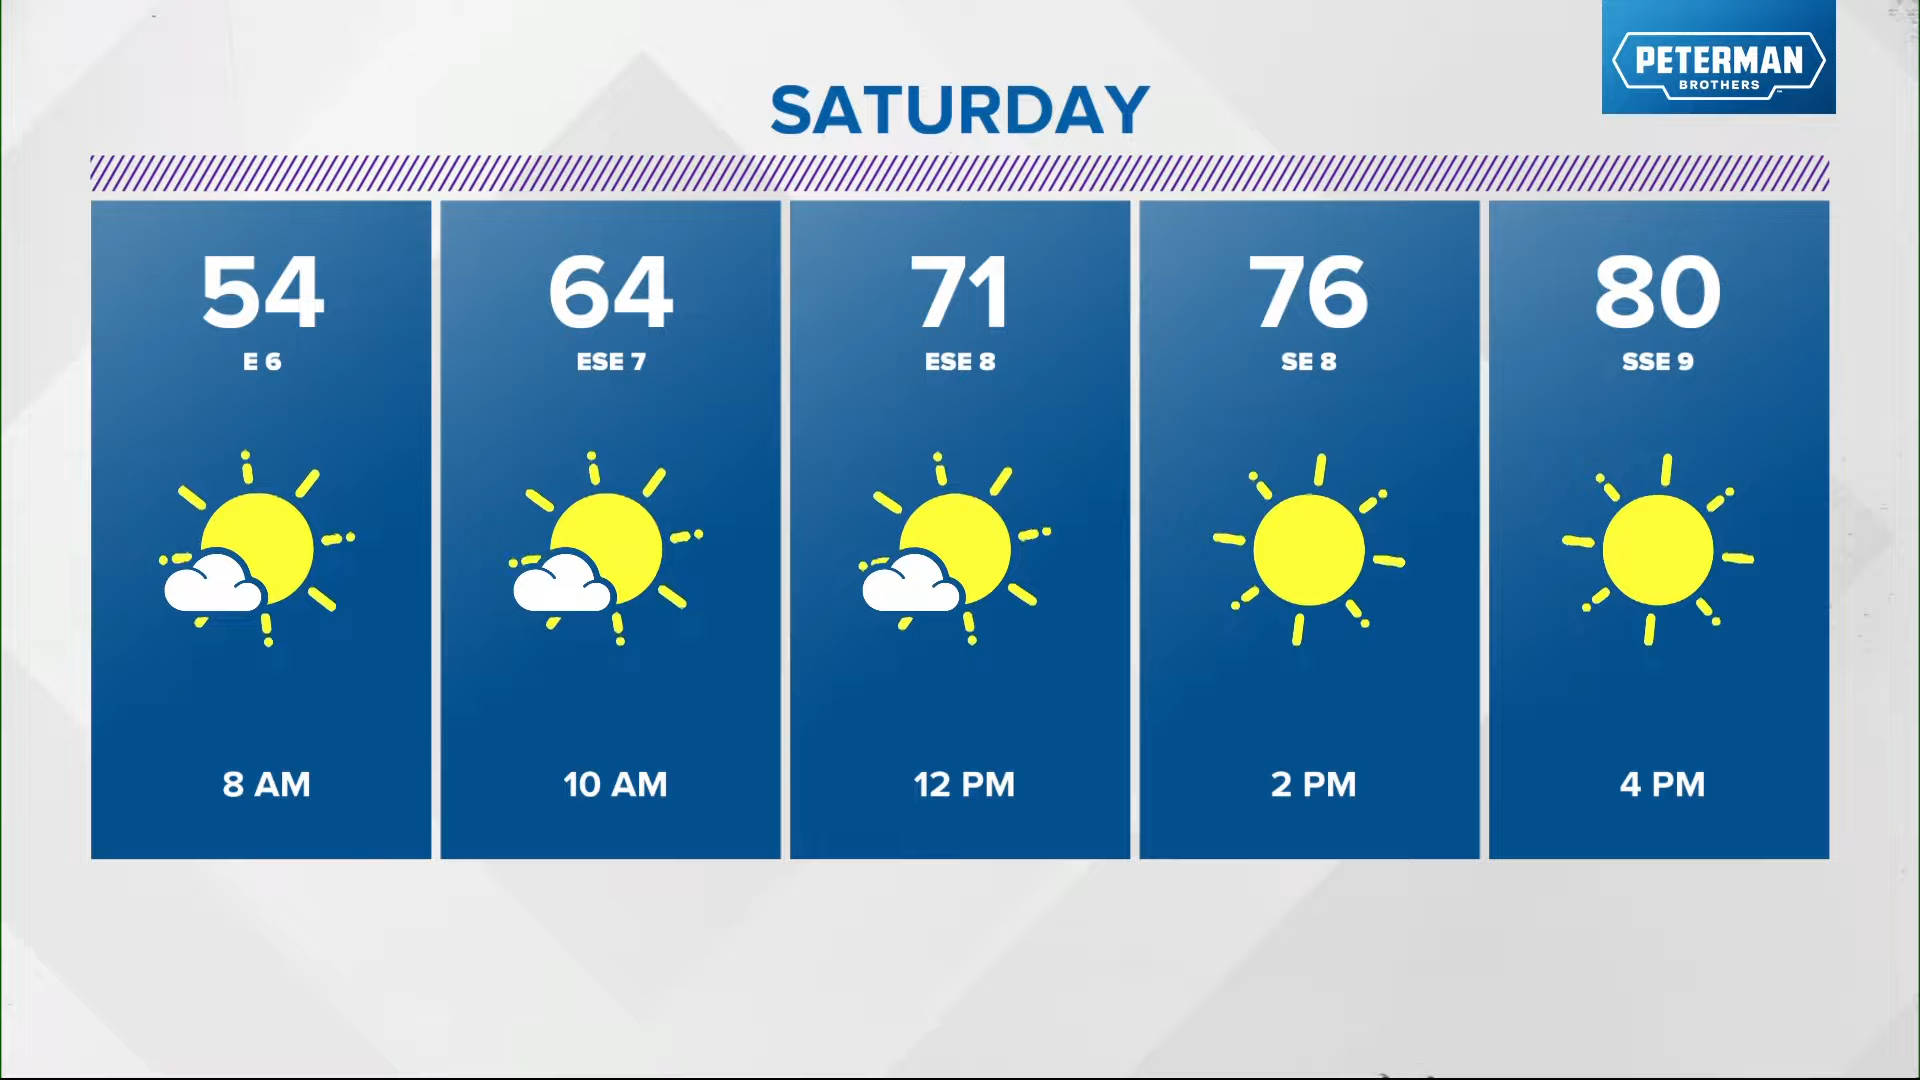 PETERMAN
BROTHERS
SATURDAY
54
E 6
8 AM
64
ESE 7
10 AM
71
ESE 8
12 PM
76
SE 8
2 PM
80
SSE 9
4 PM